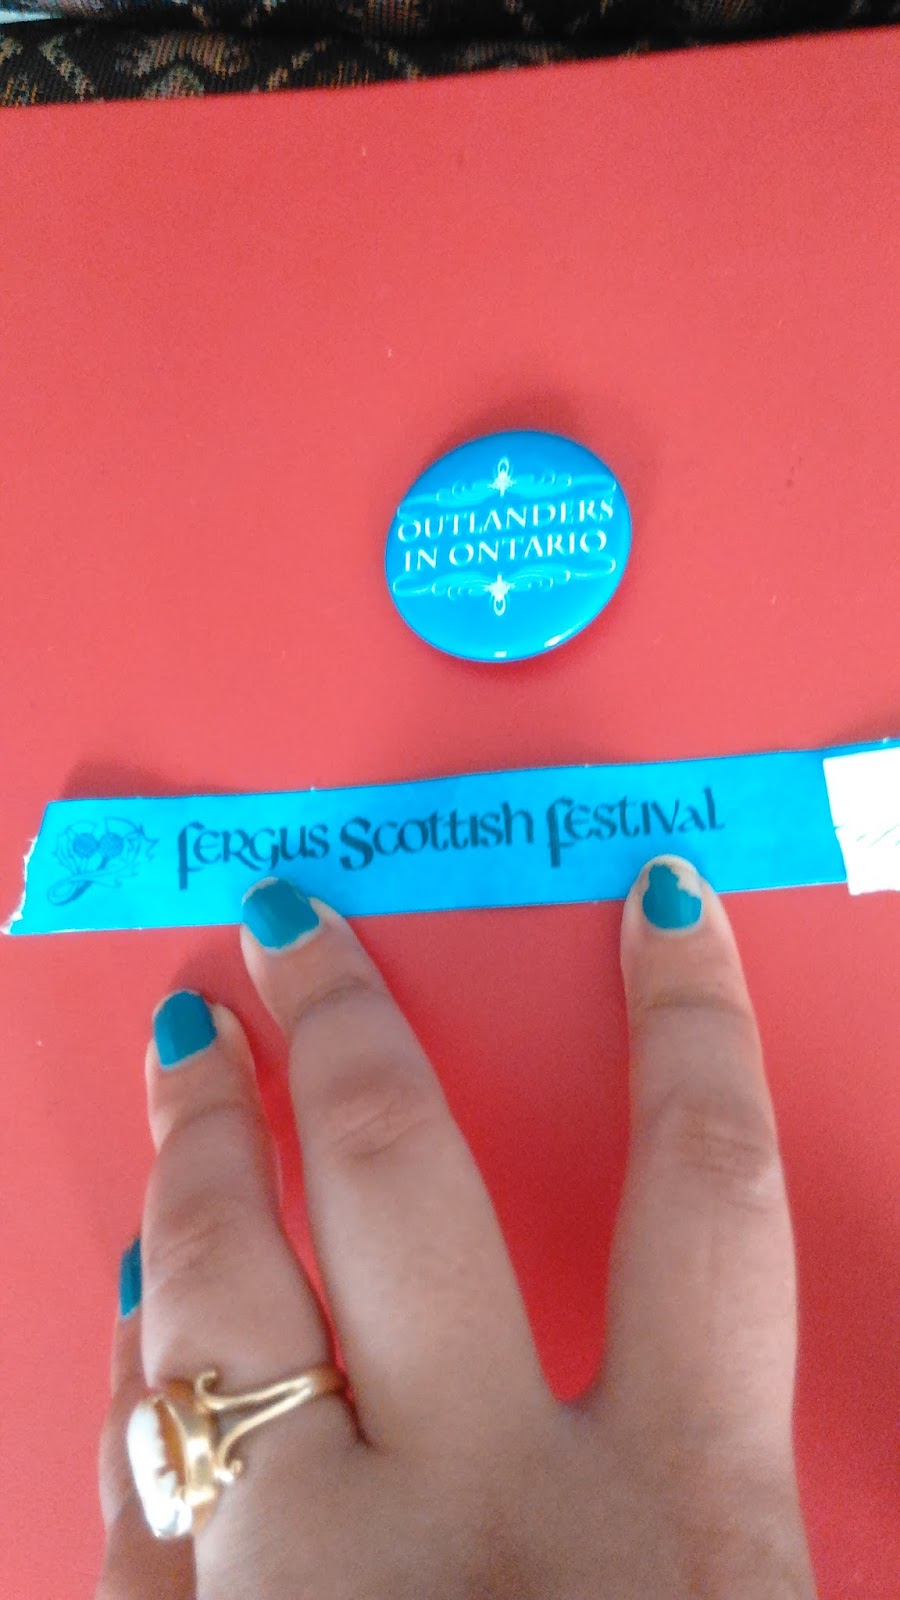 OUTLANDERS
IN ONTARIO
Fergus Scottish Festival